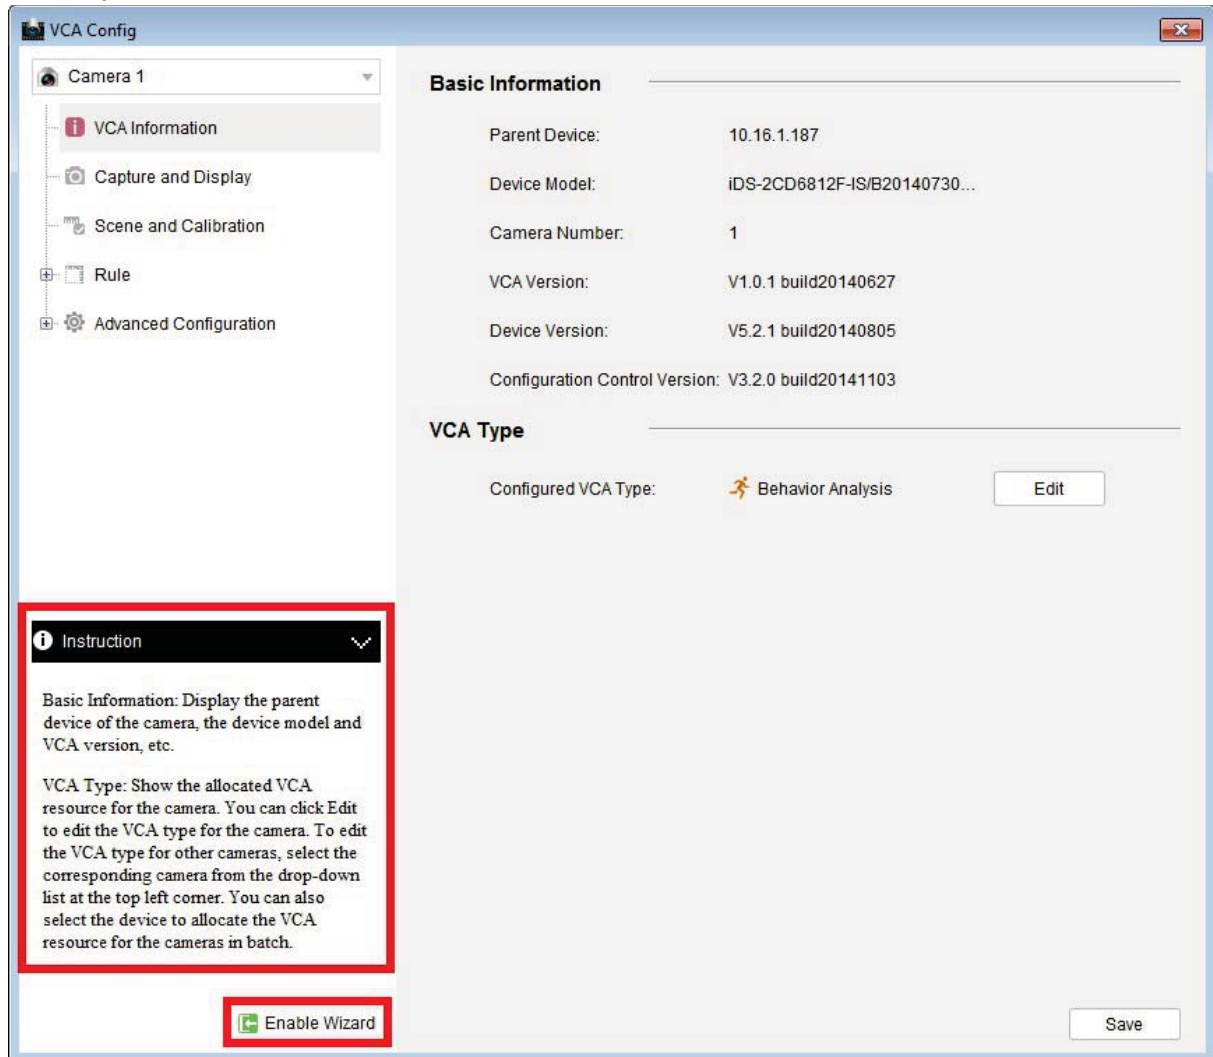 VCA Config
Camera 1
VCA Information
Capture and Display
Scene and Calibration
Rule
Advanced Configuration
Basic Information
Parent Device: 10.16.1.187
Device Model: iDS-2CD6812F-IS/B20140730...
Camera Number: 1
VCA Version: V1.0.1 build20140627
Device Version: V5.2.1 build20140805
Configuration Control Version: V3.2.0 build20141103
VCA Type
Configured VCA Type: Behavior Analysis Edit
Instruction
Basic Information: Display the parent
device of the camera, the device model and
VCA version, etc.
VCA Type: Show the allocated VCA
resource for the camera. You can click Edit
to edit the VCA type for the camera. To edit
the VCA type for other cameras, select the
corresponding camera from the drop-down
list at the top left corner. You can also
select the device to allocate the VCA
resource for the cameras in batch.
Enable Wizard
Save